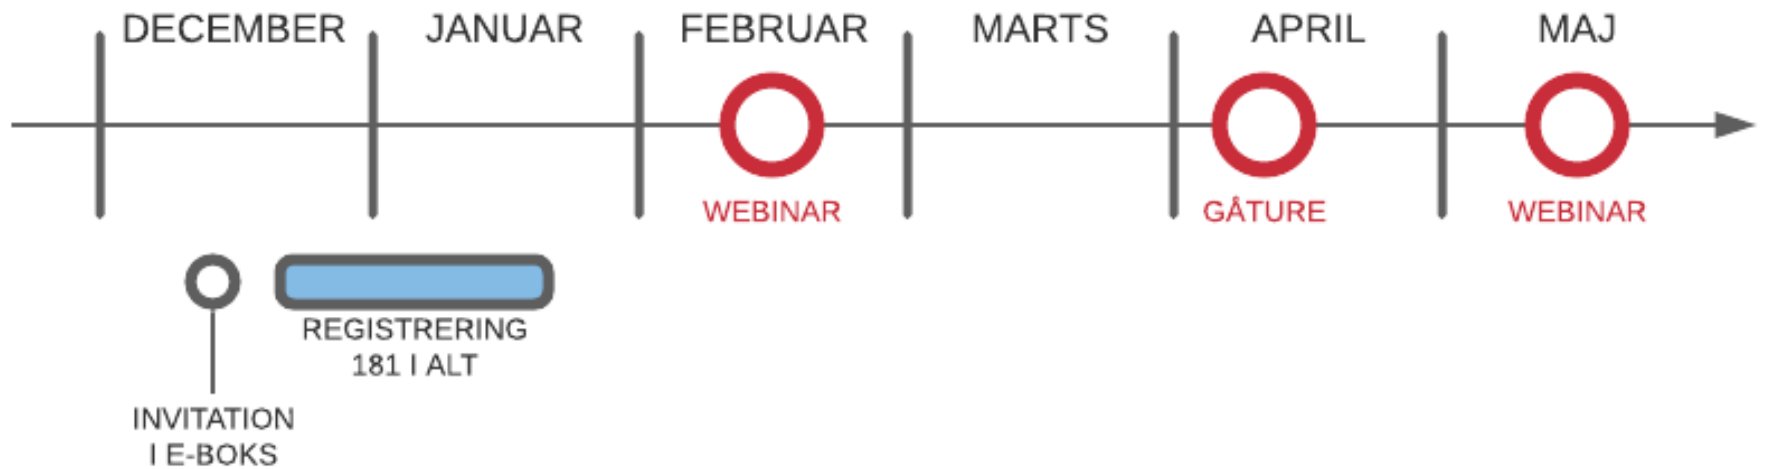 DECEMBER
JANUAR
FEBRUAR
MARTS
APRIL
MAJ
WEBINAR
GÅTURE
WEBINAR
REGISTRERING
181 I ALT
INVITATION
I E-BOKS